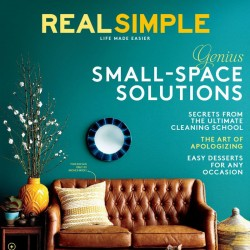 REAL SIMPLE
LIFE MADE EASIER
Genius
SMALL-SPACE
SOLUTIONS
SECRETS FROM
THE ULTIMATE
CLEANING SCHOOL
THE ART OF
APOLOGIZING
EASY DESSERTS
FOR ANY
OCCASION